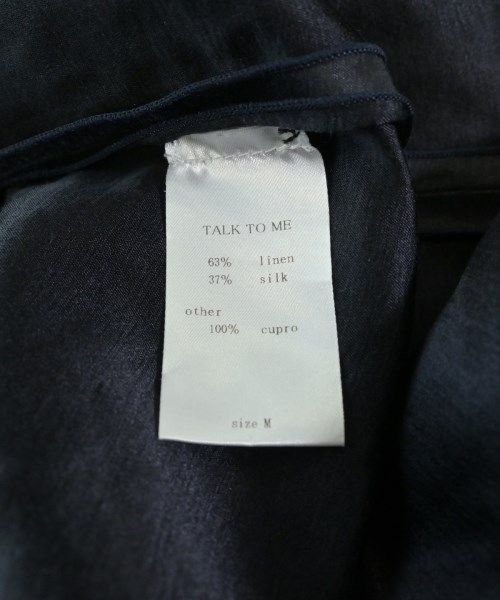 TALK TO ME
63% linen
37% silk
other
100% cupro
size M